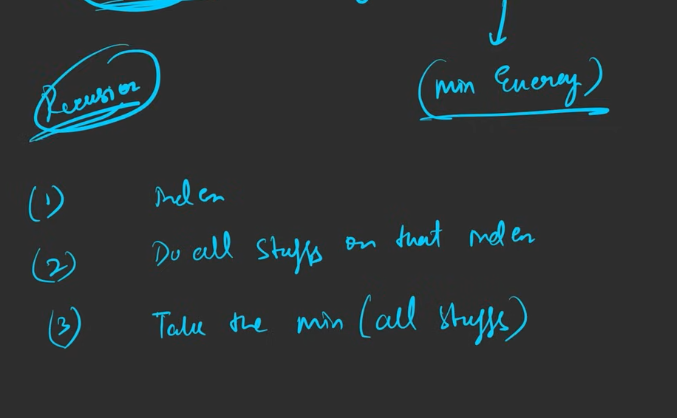 Recursion
(min Energy)
(1) Index
(2) Do all stuffs on that index
(3) Take the min (all stuffs)